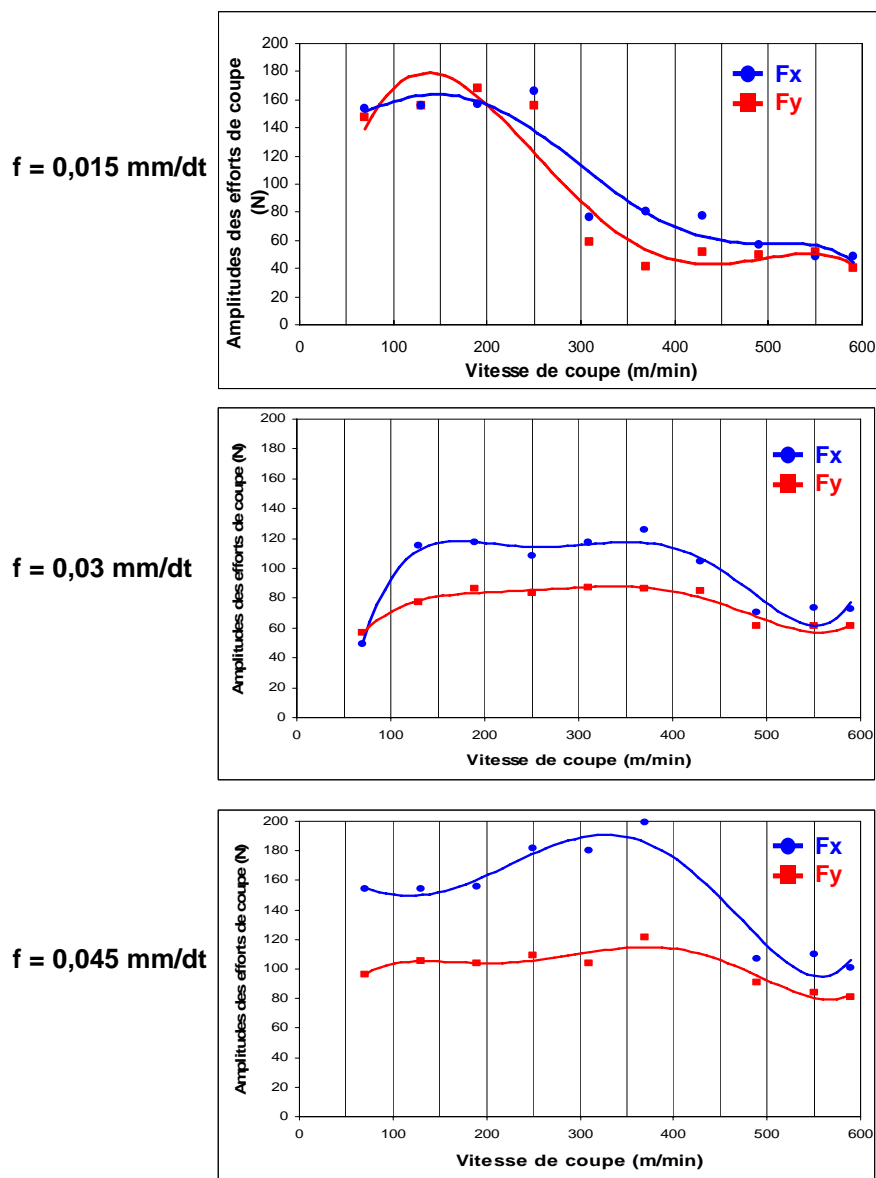 f = 0,015 mm/dt
Amplitudes des efforts de coupe
(N)
200
180
160
140
120
100
80
60
40
20
0
Fx
Fy
0 100 200 300 400 500 600
Vitesse de coupe (m/min)
f = 0,03 mm/dt
Amplitudes des efforts de coupe (N)
200
180
160
140
120
100
80
60
40
20
0
Fx
Fy
0 100 200 300 400 500 600
Vitesse de coupe (m/min)
f = 0,045 mm/dt
Amplitudes des efforts de coupe (N)
200
180
160
140
120
100
80
60
40
20
0
Fx
Fy
0 100 200 300 400 500 600
Vitesse de coupe (m/min)